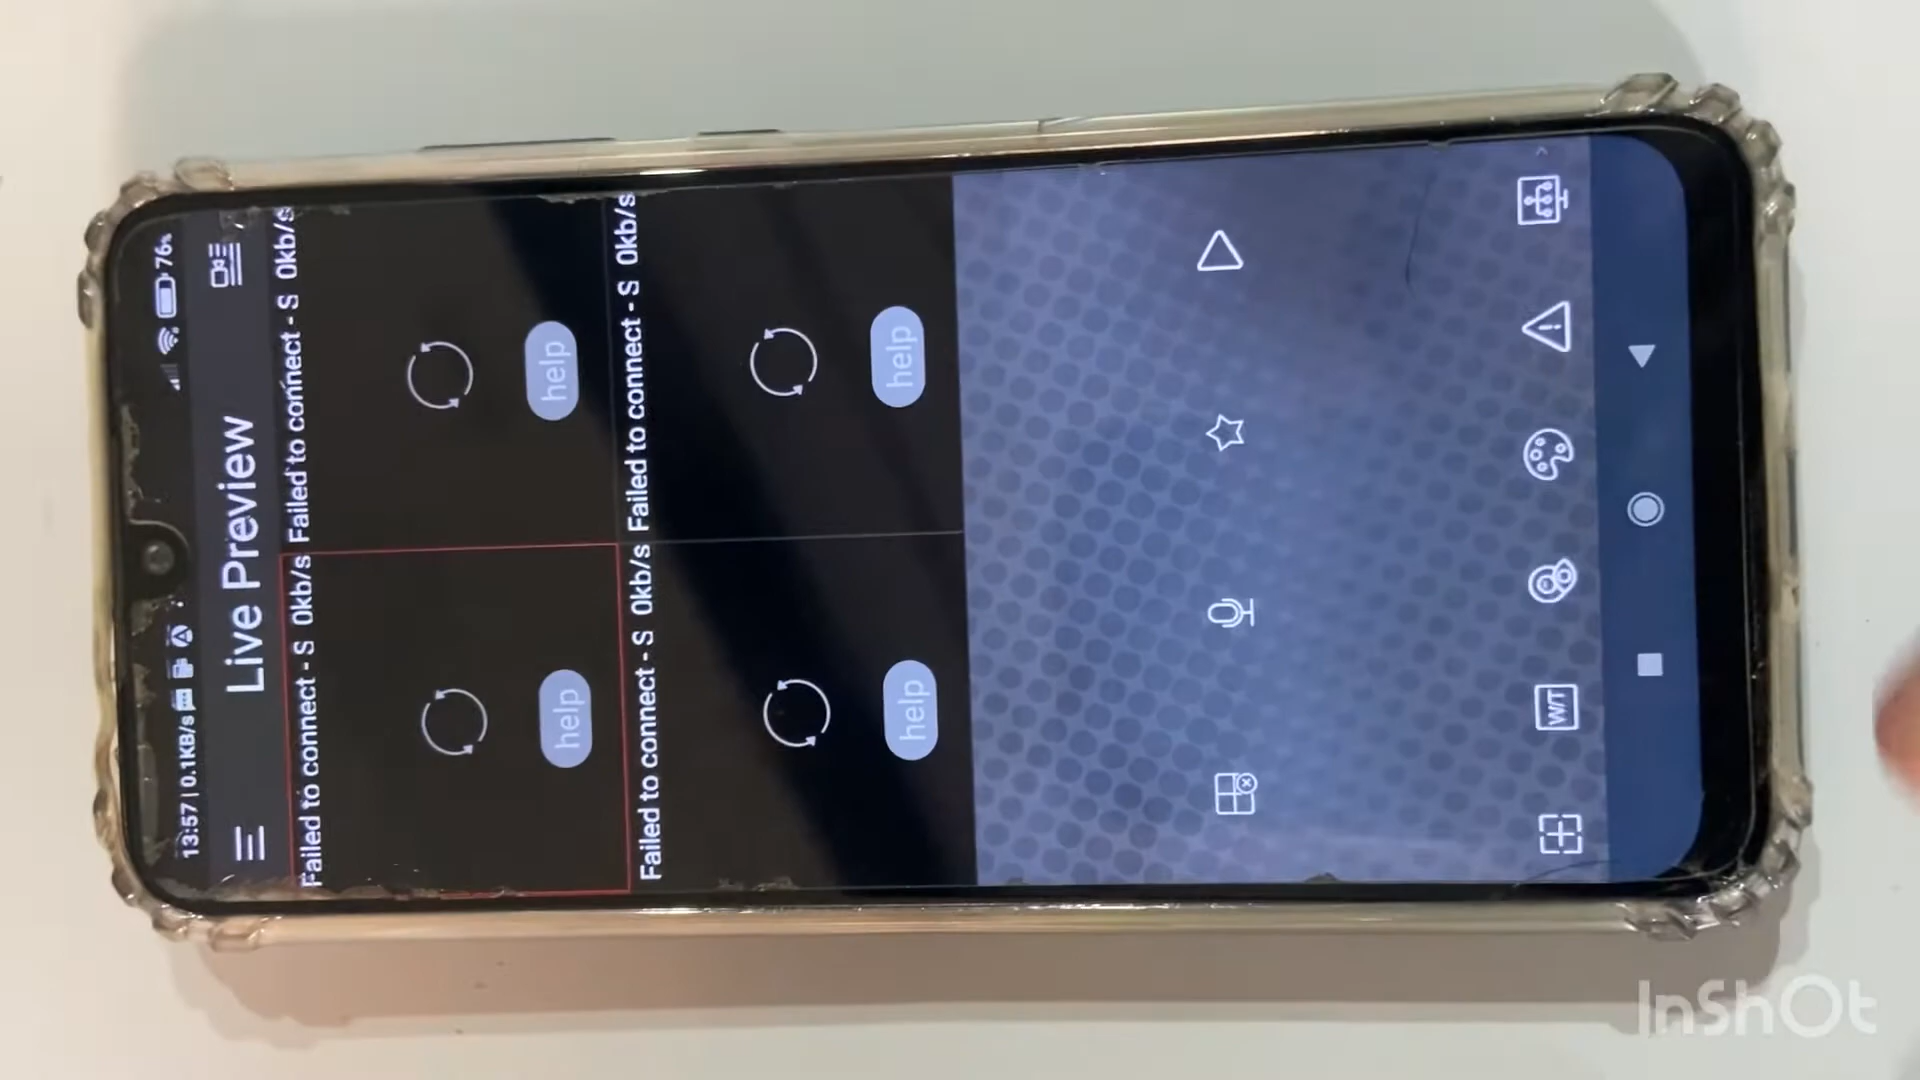 13:57 | 0.1KB/s
76%
Live Preview
Failed to connect - S 0kb/s
Failed to connect - S 0kb/s
help
help
Failed to connect - S 0kb/s
Failed to connect - S 0kb/s
help
help
W/T
InShOt